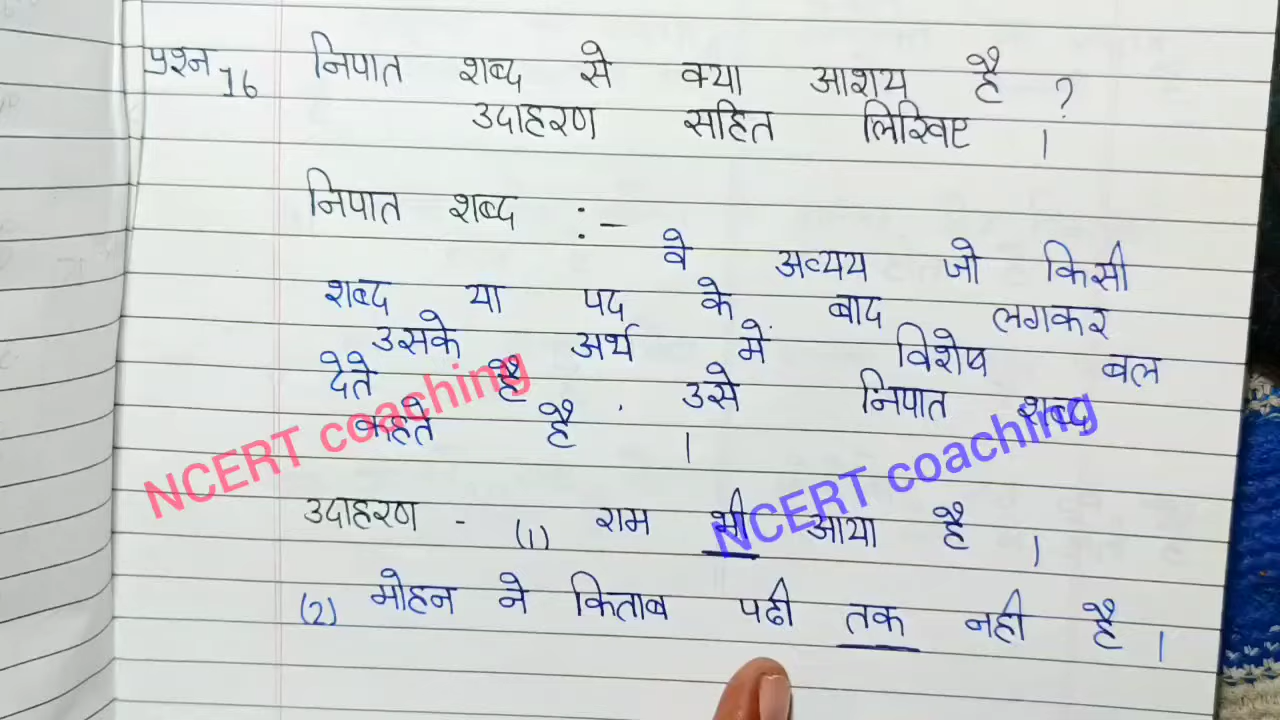 प्रश्न 16 निपात शब्द से क्या आशय है ?
उदाहरण सहित लिखिए ।
निपात शब्द :-
वे अव्यय जो किसी
शब्द या पद के बाद लगकर
उसके अर्थ में विशेष बल
देते है . उसे निपात शब्द
कहते है ।
NCERT coaching
NCERT coaching
उदाहरण - (1) राम भी आया है ।
(2) मोहन ने किताब पढी तक नही है ।